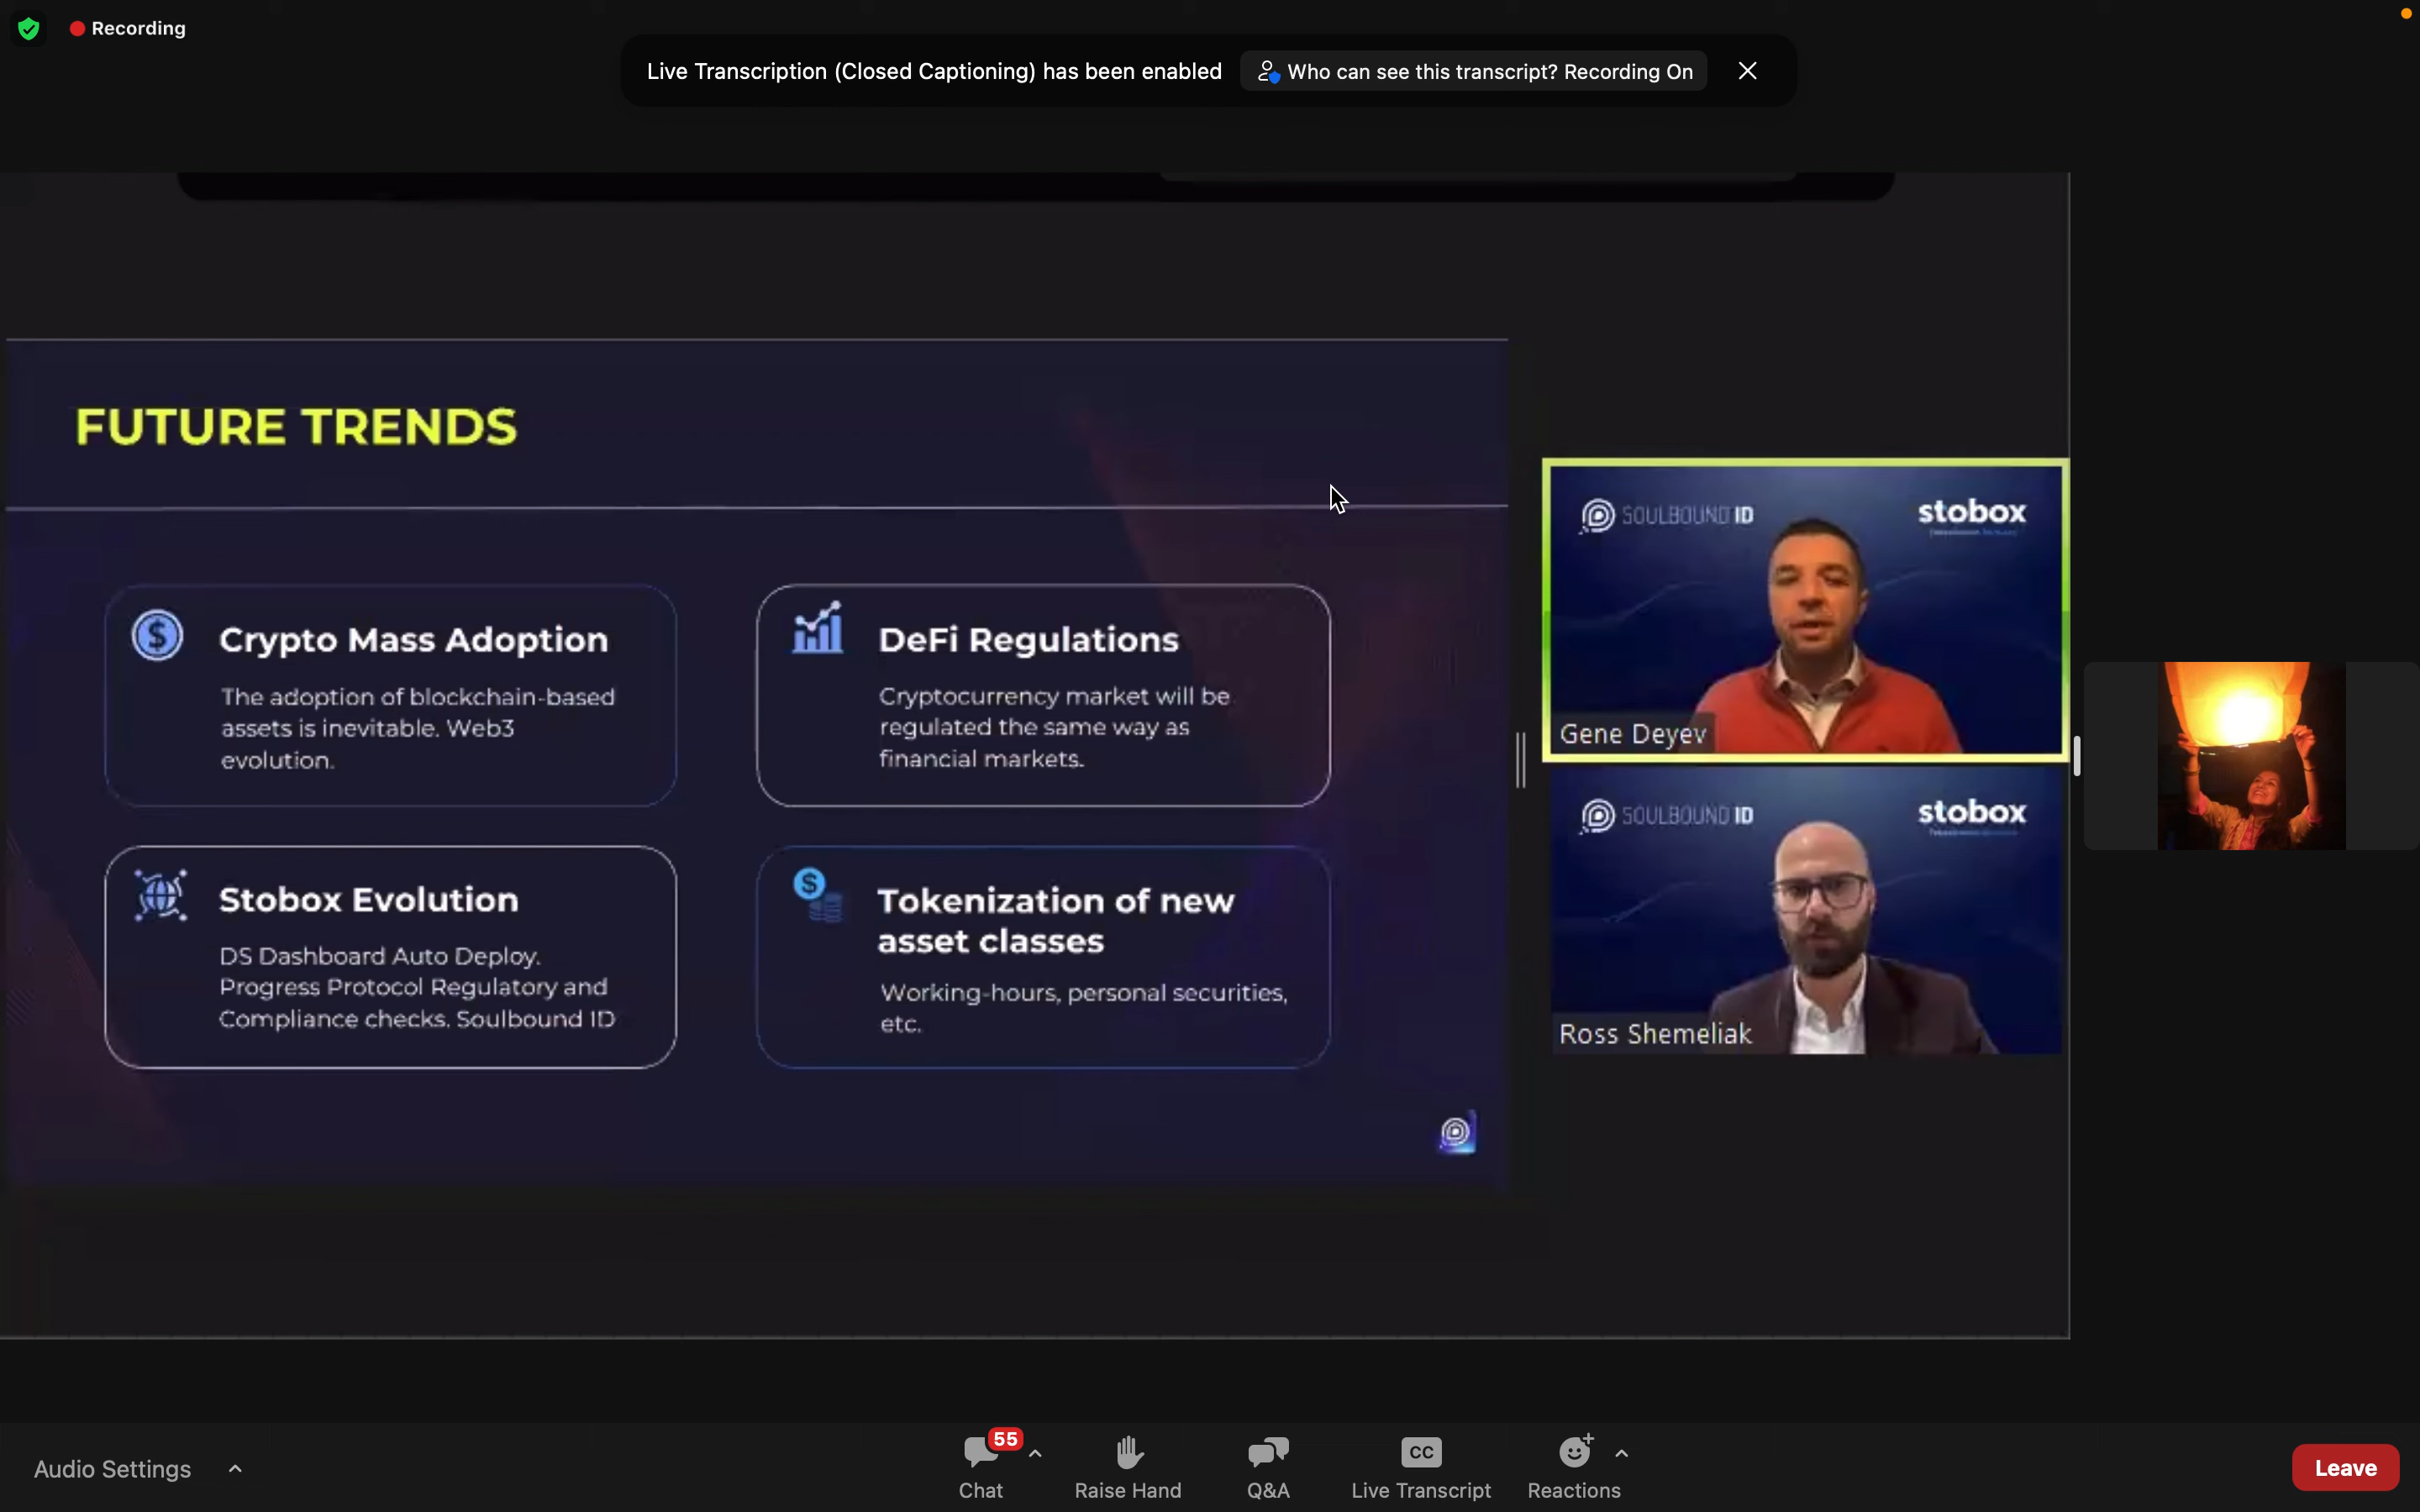 Recording
Live Transcription (Closed Captioning) has been enabled
Who can see this transcript? Recording On
FUTURE TRENDS
Crypto Mass Adoption
The adoption of blockchain-based
assets is inevitable. Web3
evolution.
DeFi Regulations
Cryptocurrency market will be
regulated the same way as
financial markets.
Stobox Evolution
DS Dashboard Auto Deploy.
Progress Protocol Regulatory and
Compliance checks. Soulbound ID
Tokenization of new
asset classes
Working-hours, personal securities,
etc.
SOULBOUND ID
stobox
Gene Deyev
SOULBOUND ID
stobox
Ross Shemeliak
Audio Settings
55
Chat
Raise Hand
Q&A
CC
Live Transcript
Reactions
Leave